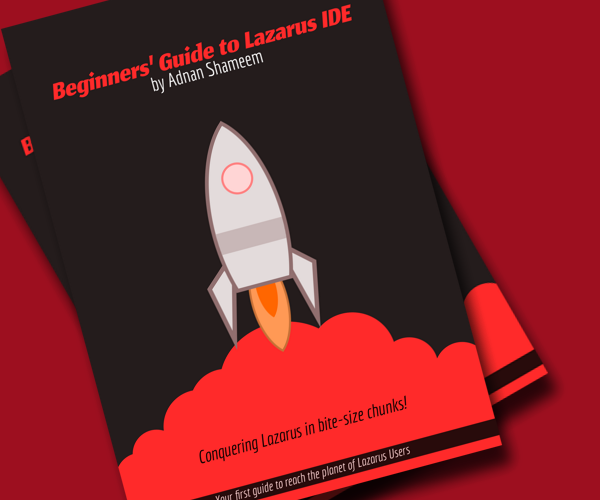 Beginners' Guide to Lazarus IDE
by Adnan Shameem
Conquering Lazarus in bite-size chunks!
Your first guide to reach the planet of Lazarus Users
B